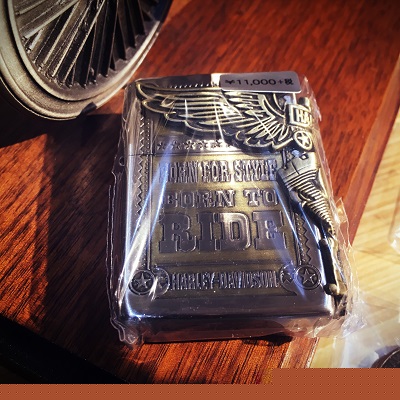 ¥11,000+税
BORN FOR STYLE
BORN TO
RIDE
HARLEY-DAVIDSON